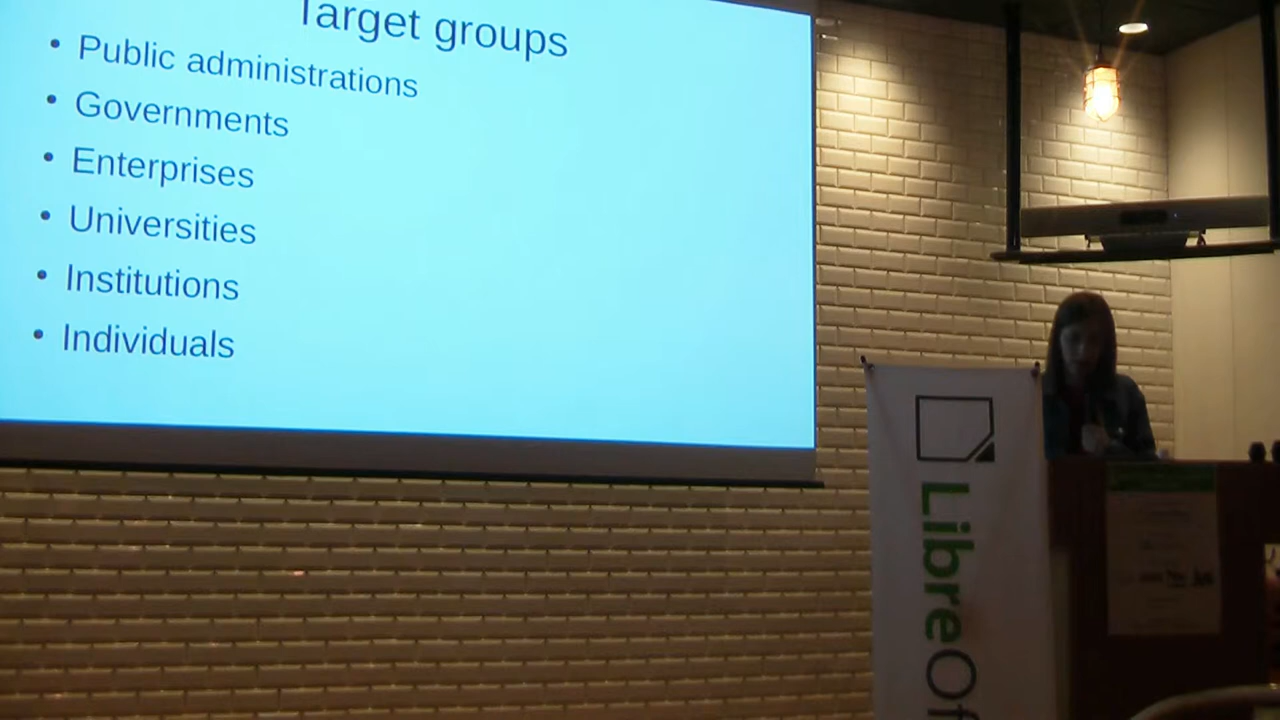 Target groups
• Public administrations
• Governments
• Enterprises
• Universities
• Institutions
• Individuals
LibreOf